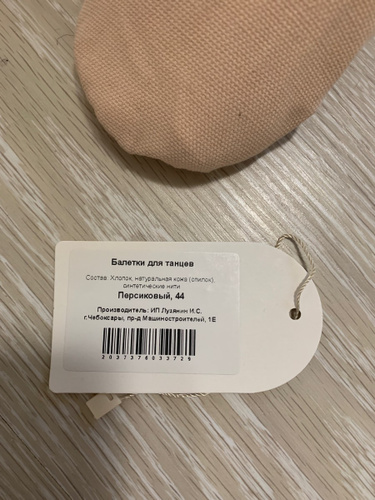 Балетки для танцев
Состав: Хлопок, натуральная кожа (спилок),
синтетические нити
Персиковый, 44
Производитель: ИП Лузянин И.С.
г.Чебоксары, пр-д Машиностроителей, 1Е
2037376033729